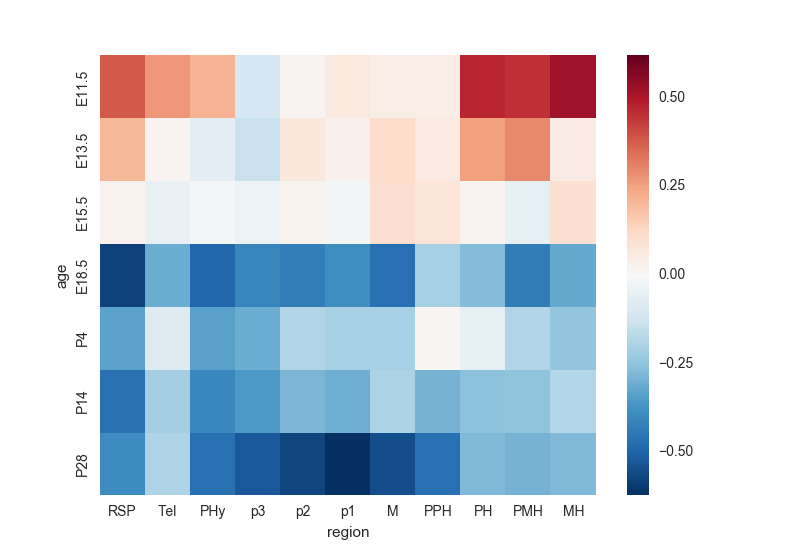 E11.5
E13.5
E15.5
E18.5
P4
P14
P28
age
RSP Tel PHy p3 p2 p1 M PPH PH PMH MH
region
0.50
0.25
0.00
−0.25
−0.50